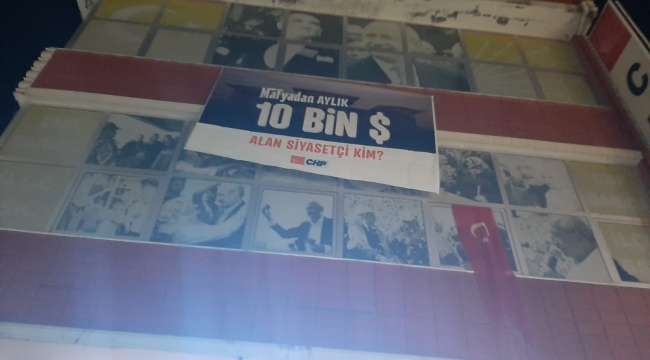 Mafyadan AYLIK
10 BİN $
ALAN SİYASETÇİ KİM?
CHP
C